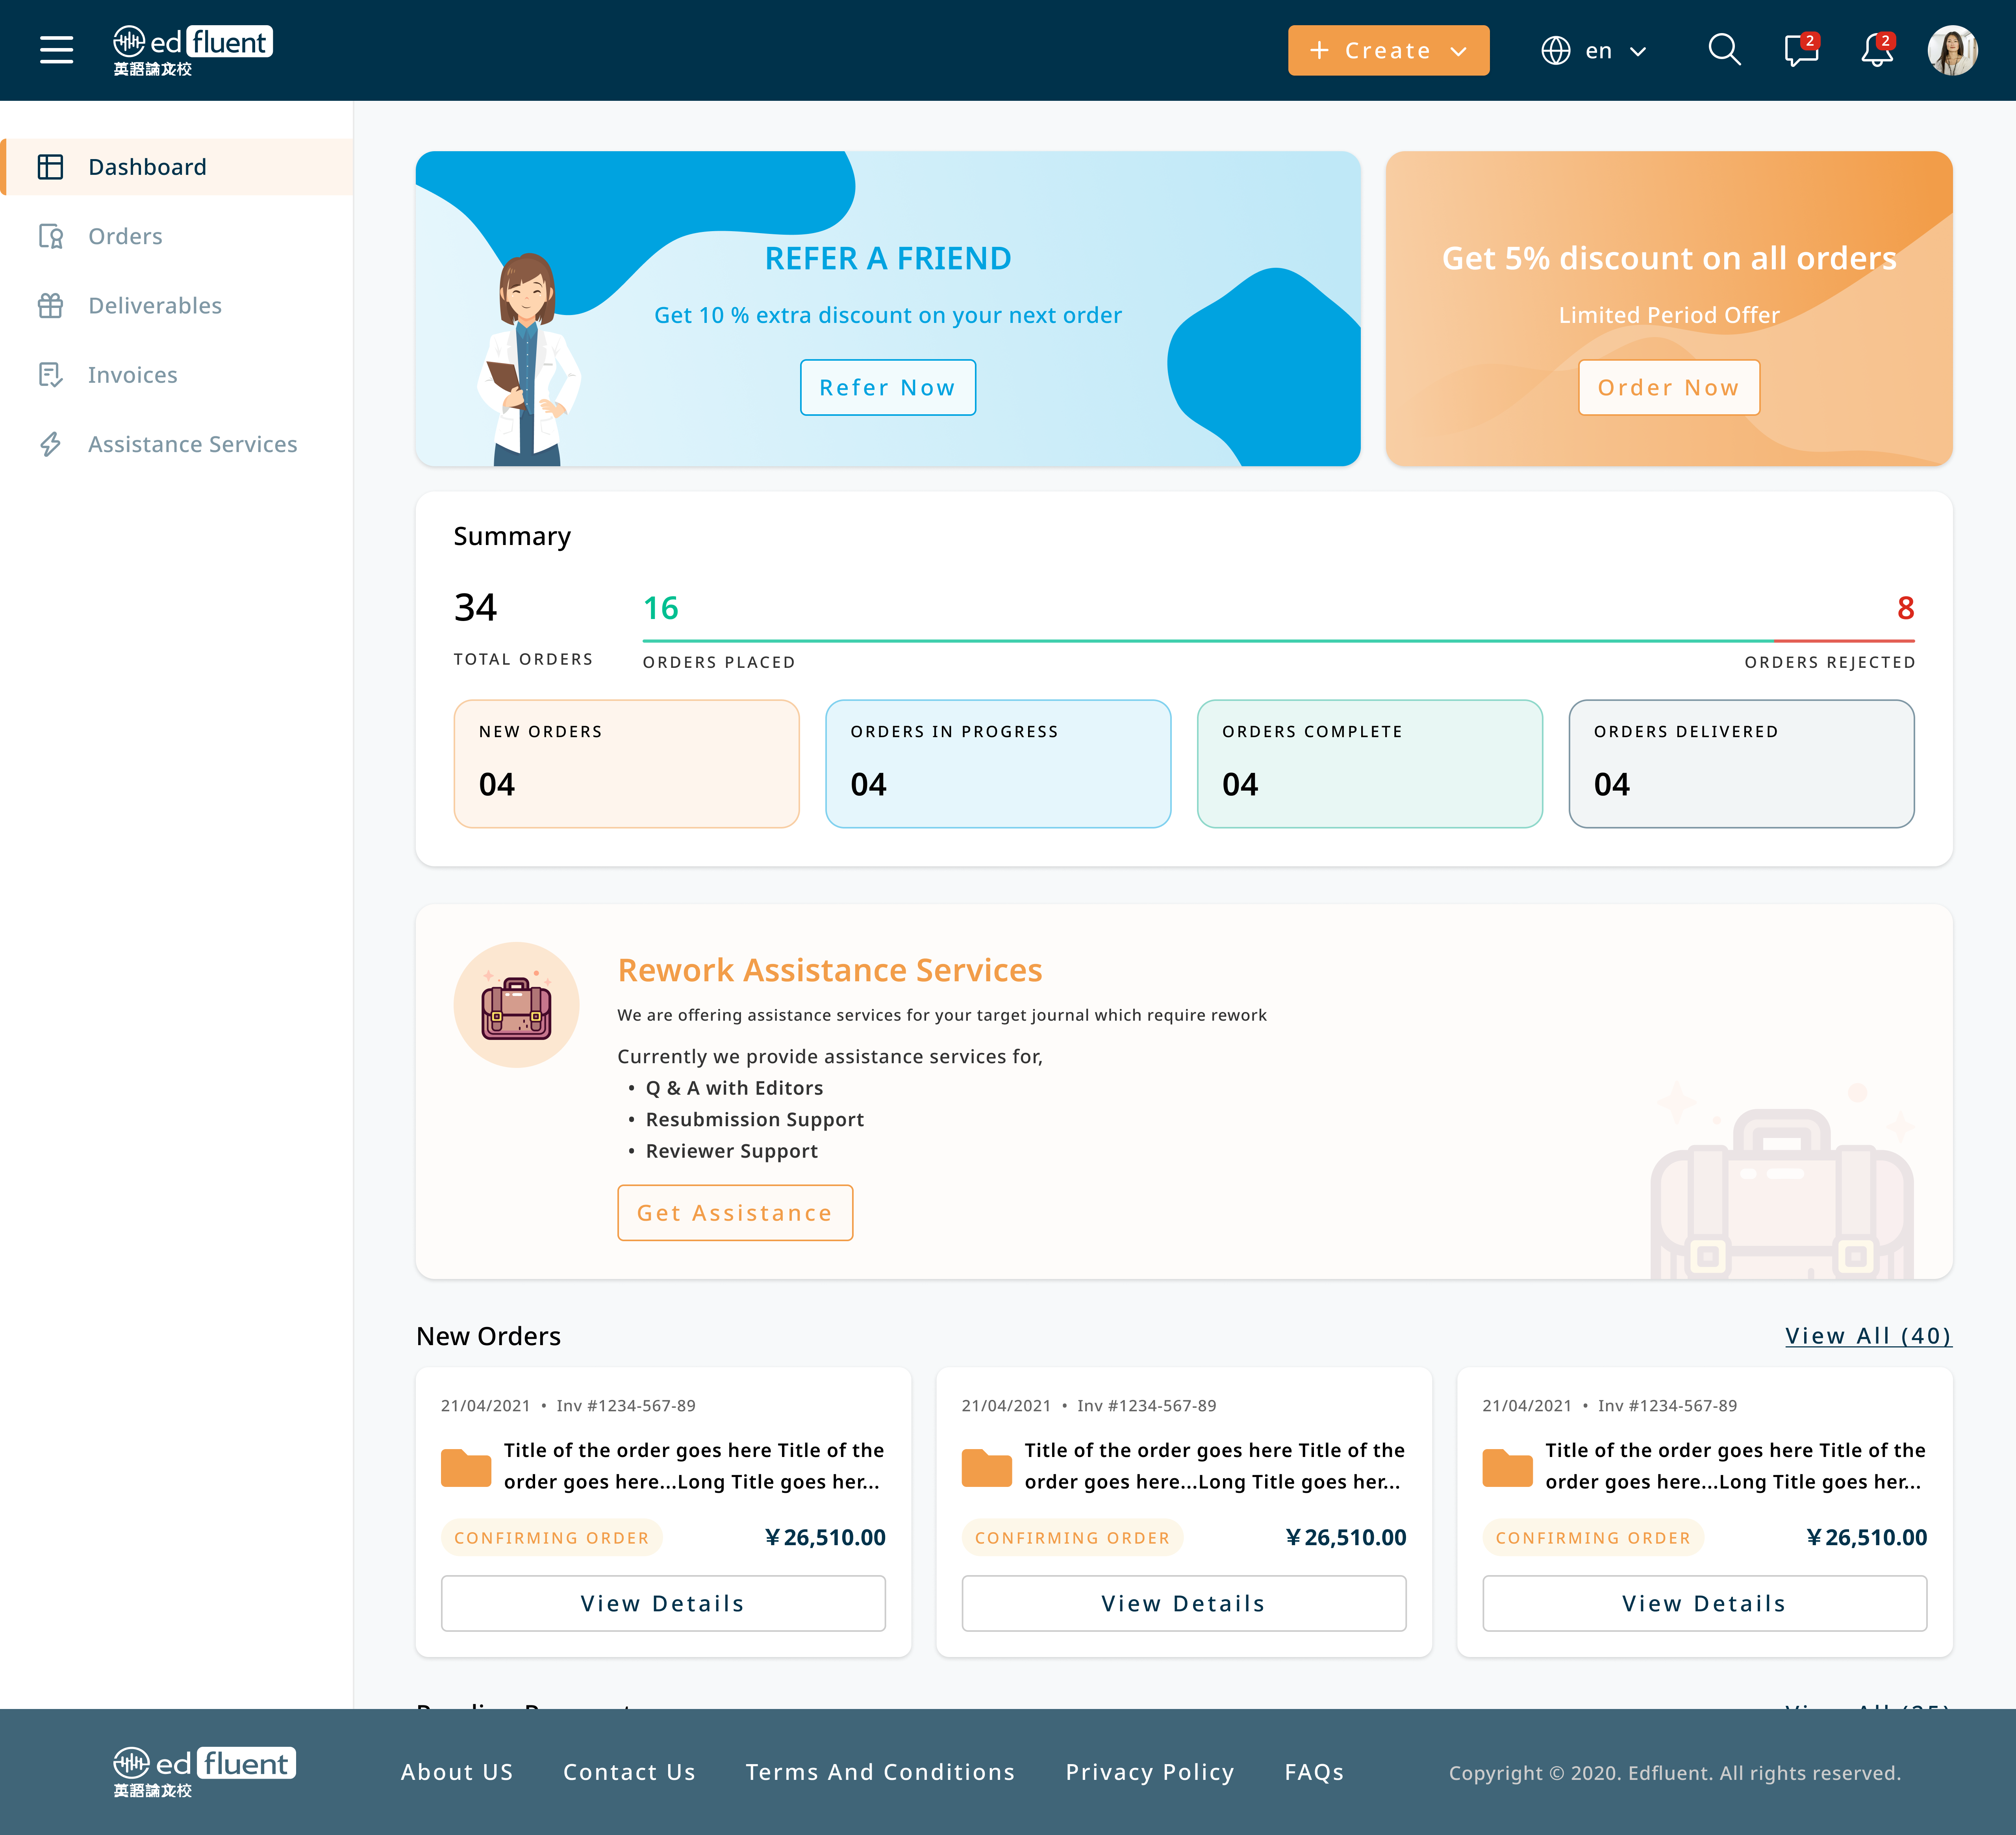 ed fluent
英語論文校
Create
en
2
2
Dashboard
Orders
Deliverables
Invoices
Assistance Services
REFER A FRIEND
Get 10 % extra discount on your next order
Refer Now
Get 5% discount on all orders
Limited Period Offer
Order Now
Summary
34
TOTAL ORDERS
16
ORDERS PLACED
8
ORDERS REJECTED
NEW ORDERS
04
ORDERS IN PROGRESS
04
ORDERS COMPLETE
04
ORDERS DELIVERED
04
Rework Assistance Services
We are offering assistance services for your target journal which require rework
Currently we provide assistance services for,
• Q & A with Editors
• Resubmission Support
• Reviewer Support
Get Assistance
New Orders
View All (40)
21/04/2021 • Inv #1234-567-89
Title of the order goes here Title of the
order goes here...Long Title goes her...
CONFIRMING ORDER
¥26,510.00
View Details
21/04/2021 • Inv #1234-567-89
Title of the order goes here Title of the
order goes here...Long Title goes her...
CONFIRMING ORDER
¥26,510.00
View Details
21/04/2021 • Inv #1234-567-89
Title of the order goes here Title of the
order goes here...Long Title goes her...
CONFIRMING ORDER
¥26,510.00
View Details
ed fluent
英語論文校
About US
Contact Us
Terms And Conditions
Privacy Policy
FAQs
Copyright © 2020. Edfluent. All rights reserved.